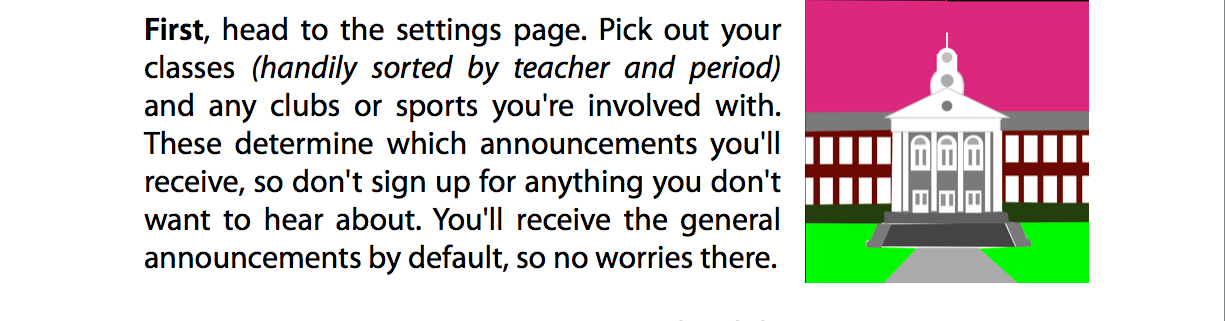 First, head to the settings page. Pick out your
classes (handily sorted by teacher and period)
and any clubs or sports you're involved with.
These determine which announcements you'll
receive, so don't sign up for anything you don't
want to hear about. You'll receive the general
announcements by default, so no worries there.